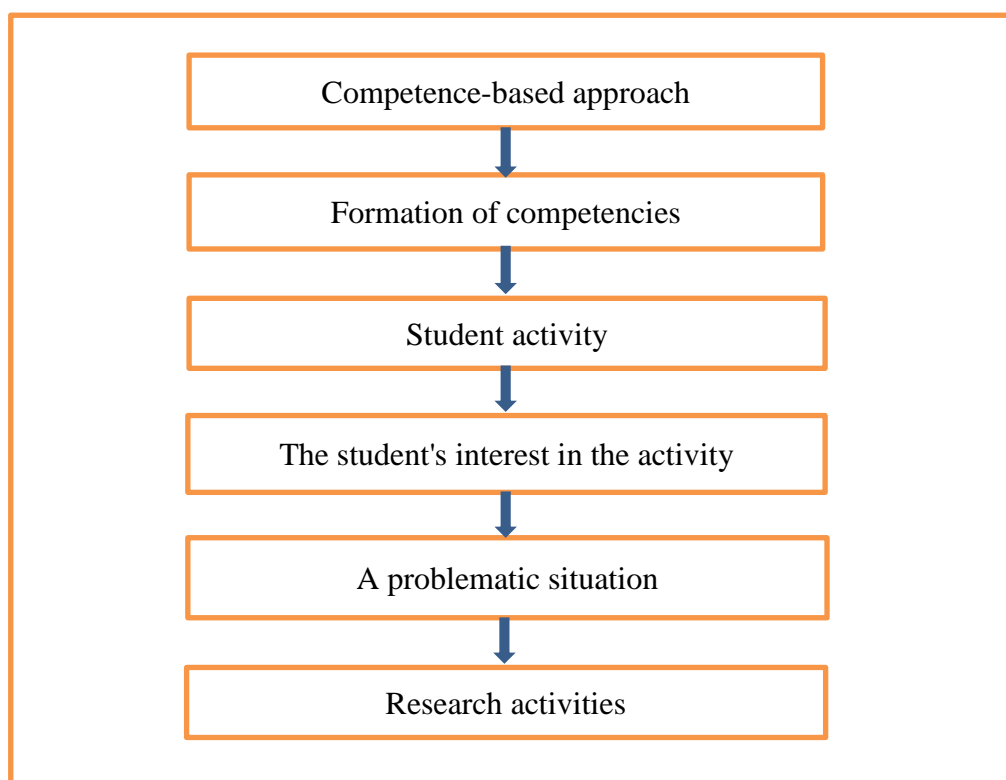 Competence-based approach
Formation of competencies
Student activity
The student's interest in the activity
A problematic situation
Research activities